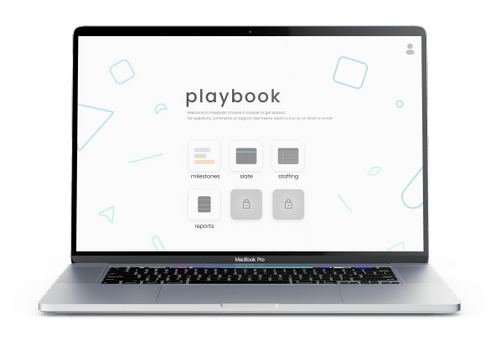 playbook
Welcome to Playbook! Choose a module to get started.
For questions, comments, or support, feel free to reach out to us on Slack or email!
milestones
slate
staffing
reports
MacBook Pro